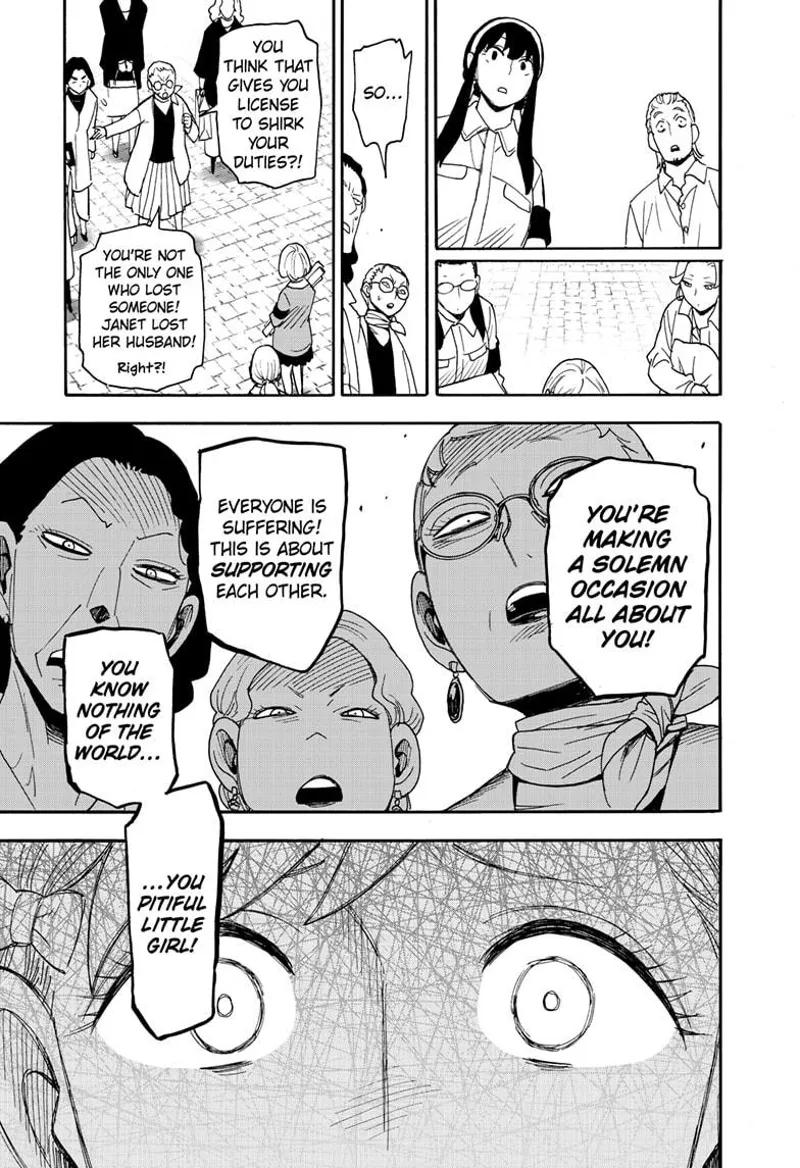 SO...
YOU
THINK THAT
GIVES YOU
LICENSE
TO SHIRK
YOUR
DUTIES?!
YOU'RE NOT
THE ONLY ONE
WHO LOST
SOMEONE!
JANET LOST
HER HUSBAND!
Right?!
YOU'RE
MAKING
A SOLEMN
OCCASION
ALL ABOUT
YOU!
EVERYONE IS
SUFFERING!
THIS IS ABOUT
SUPPORTING
EACH OTHER.
YOU
KNOW
NOTHING
OF THE
WORLD...
...YOU
PITIFUL
LITTLE
GIRL!